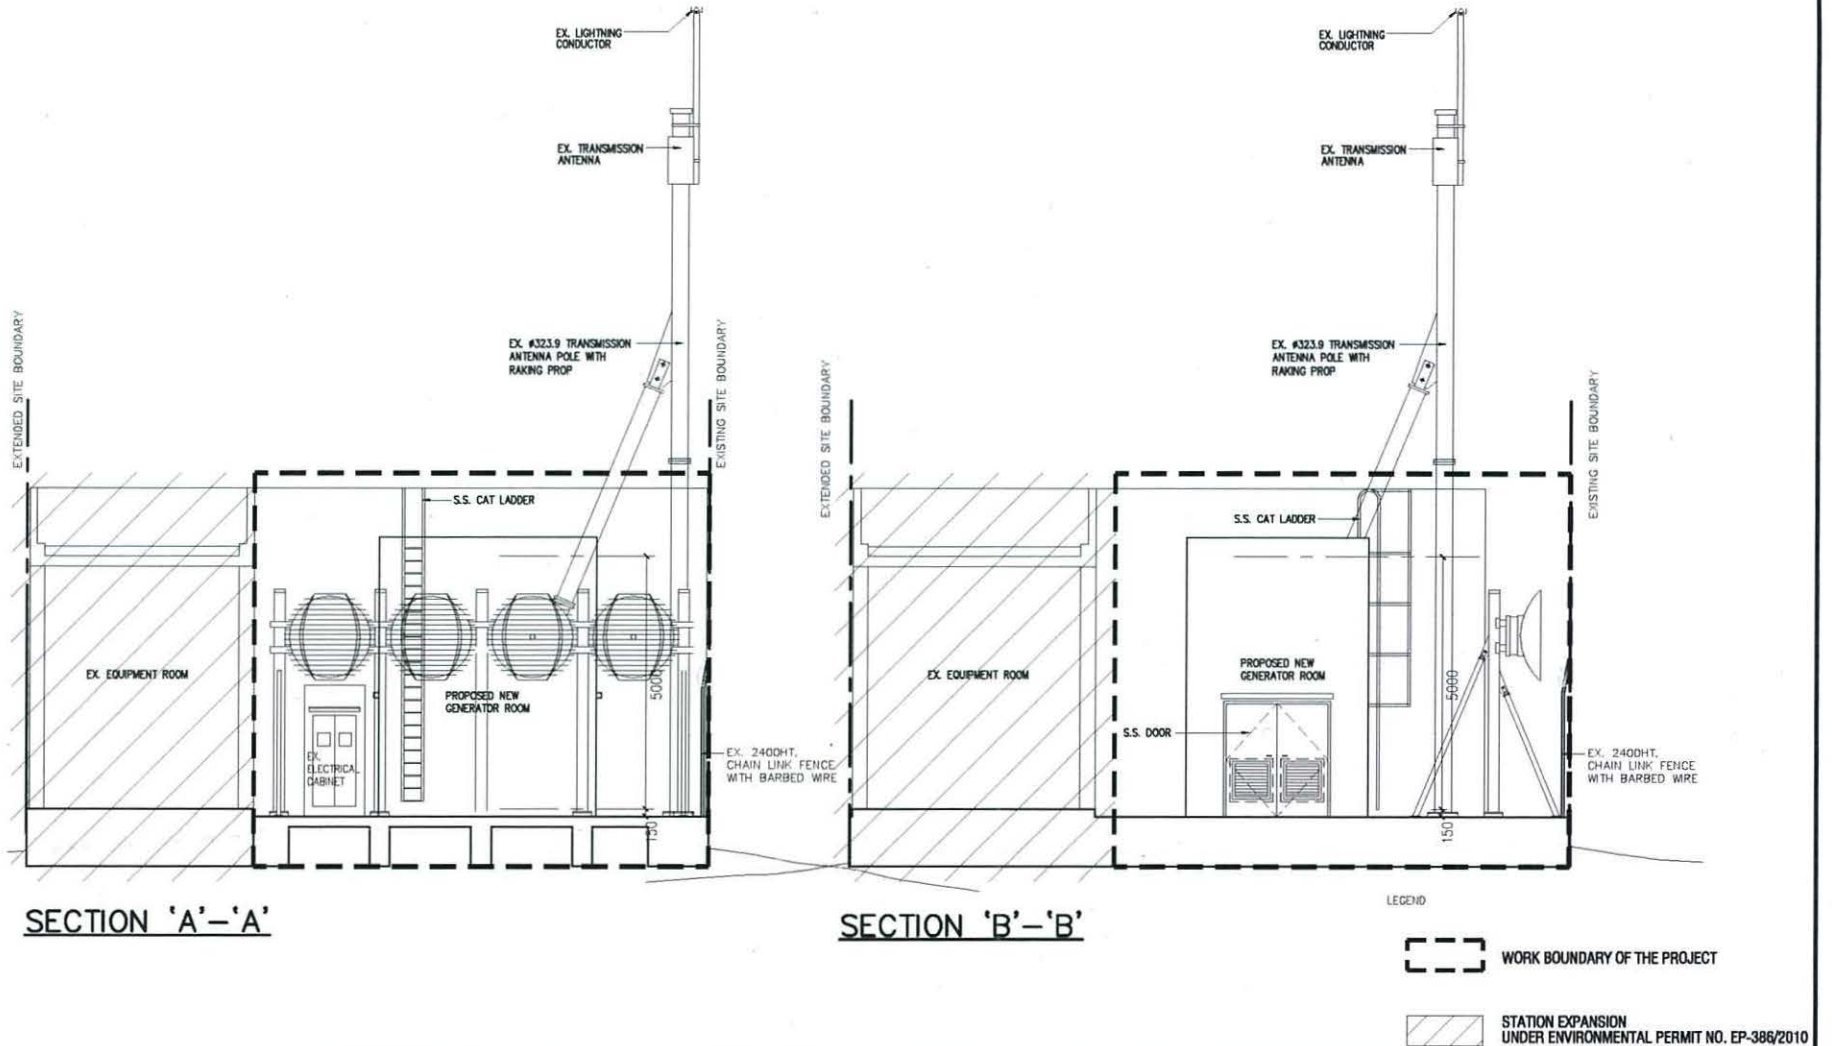 EX. LIGHTNING
CONDUCTOR
EX. TRANSMISSION
ANTENNA
EX. ø323.9 TRANSMISSION
ANTENNA POLE WITH
RAKING PROP
EXTENDED SITE BOUNDARY
EXISTING SITE BOUNDARY
S.S. CAT LADDER
EX. EQUIPMENT ROOM
PROPOSED NEW
GENERATOR ROOM
5000
EX.
ELECTRICAL
CABINET
EX. 2400HT.
CHAIN LINK FENCE
WITH BARBED WIRE
150
SECTION 'A'-'A'
EX. LIGHTNING
CONDUCTOR
EX. TRANSMISSION
ANTENNA
EX. ø323.9 TRANSMISSION
ANTENNA POLE WITH
RAKING PROP
EXTENDED SITE BOUNDARY
EXISTING SITE BOUNDARY
S.S. CAT LADDER
EX. EQUIPMENT ROOM
PROPOSED NEW
GENERATOR ROOM
5000
S.S. DOOR
EX. 2400HT.
CHAIN LINK FENCE
WITH BARBED WIRE
150
SECTION 'B'-'B'
LEGEND
WORK BOUNDARY OF THE PROJECT
STATION EXPANSION
UNDER ENVIRONMENTAL PERMIT NO. EP-386/2010